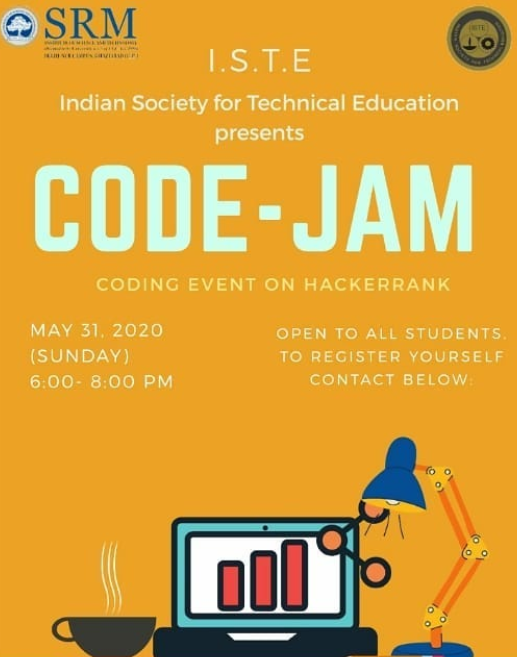 SRM
I.S.T.E
Indian Society for Technical Education
presents
CODE-JAM
CODING EVENT ON HACKERRANK
MAY 31, 2020
(SUNDAY)
6:00- 8:00 PM
OPEN TO ALL STUDENTS.
TO REGISTER YOURSELF
CONTACT BELOW: